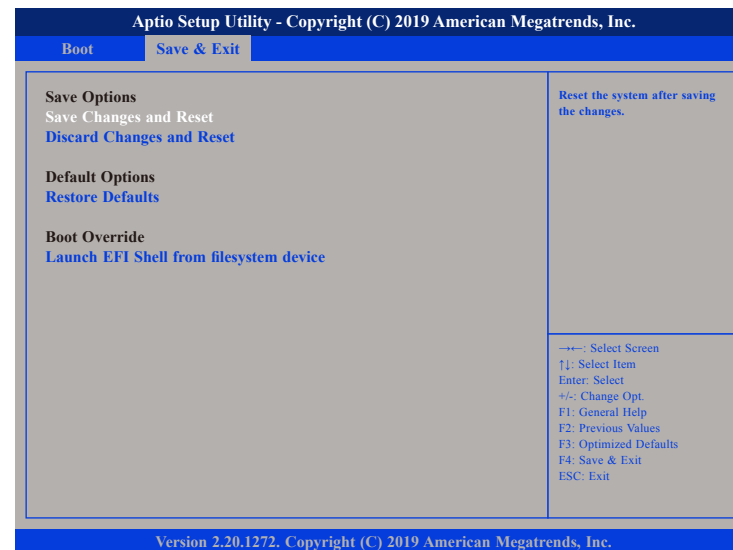 Aptio Setup Utility - Copyright (C) 2019 American Megatrends, Inc.
Boot
Save & Exit
Save Options
Save Changes and Reset
Discard Changes and Reset
Default Options
Restore Defaults
Boot Override
Launch EFI Shell from filesystem device
Reset the system after saving
the changes.
→←: Select Screen
↑↓: Select Item
Enter: Select
+/-: Change Opt.
F1: General Help
F2: Previous Values
F3: Optimized Defaults
F4: Save & Exit
ESC: Exit
Version 2.20.1272. Copyright (C) 2019 American Megatrends, Inc.